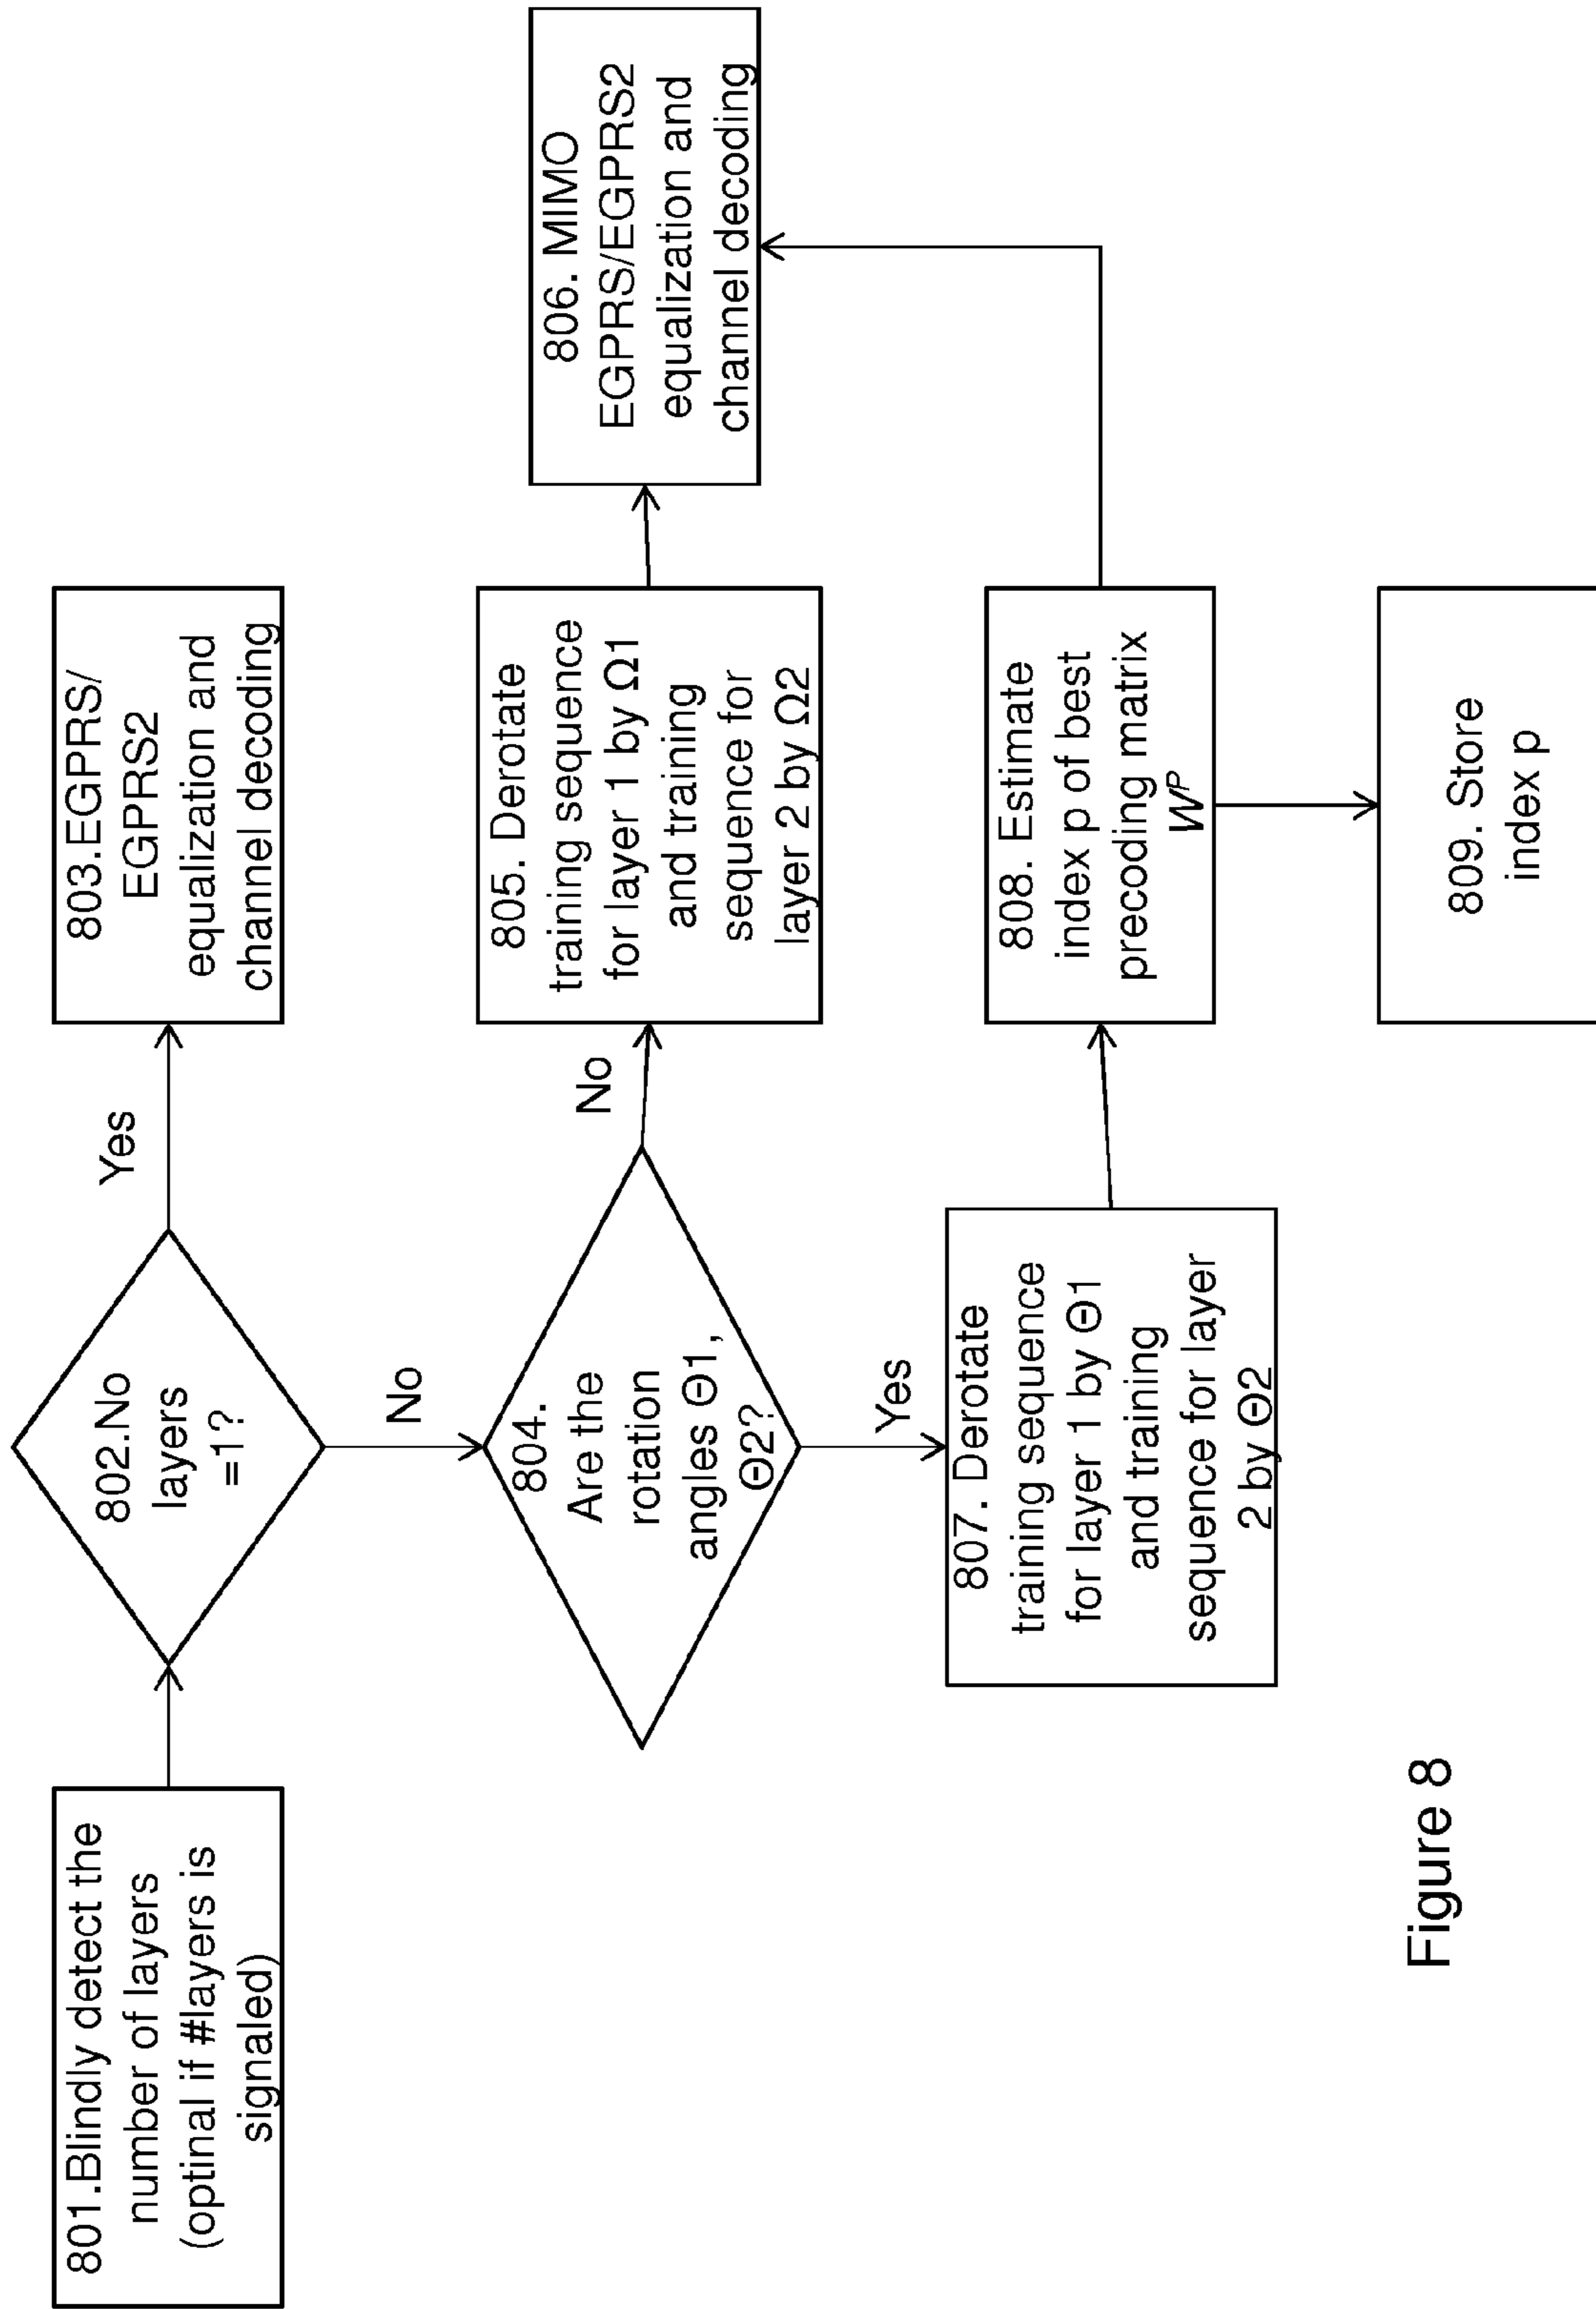 801.Blindly detect the
number of layers
(optinal if #layers is
signaled)
802.No
layers
=1?
Yes
803.EGPRS/
EGPRS2
equalization and
channel decoding
No
804.
Are the
rotation
angles Θ1,
Θ2?
No
805. Derotate
training sequence
for layer 1 by Ω1
and training
sequence for
layer 2 by Ω2
806. MIMO
EGPRS/EGPRS2
equalization and
channel decoding
Yes
807. Derotate
training sequence
for layer 1 by Θ1
and training
sequence for layer
2 by Θ2
808. Estimate
index p of best
precoding matrix
W^P
809. Store
index p
Figure 8